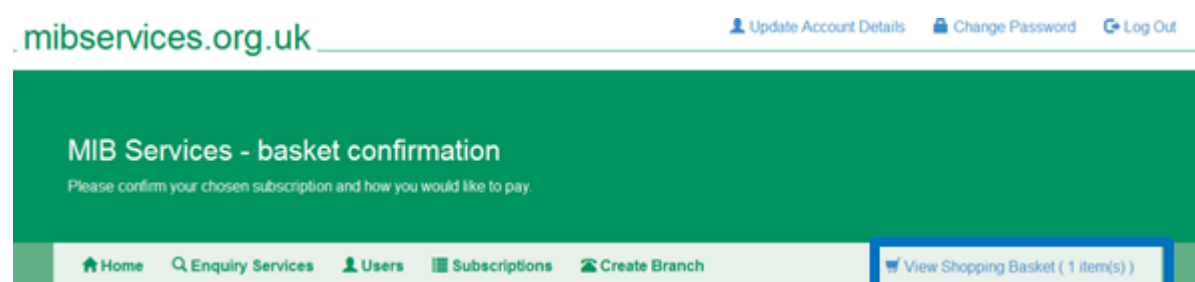 mibservices.org.uk
Update Account Details Change Password Log Out
MIB Services - basket confirmation
Please confirm your chosen subscription and how you would like to pay.
Home Enquiry Services Users Subscriptions Create Branch View Shopping Basket ( 1 item(s) )